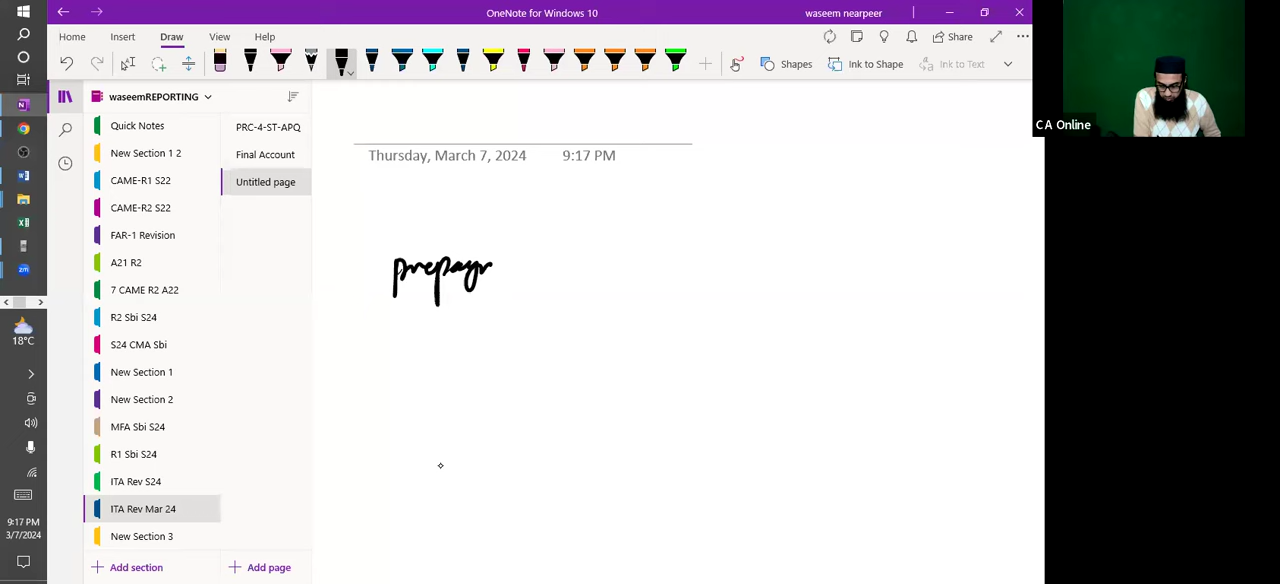 OneNote for Windows 10
waseem nearpeer
Home Insert Draw View Help
Share
Shapes Ink to Shape Ink to Text
waseemREPORTING
Quick Notes
New Section 1 2
CAME-R1 S22
CAME-R2 S22
FAR-1 Revision
A21 R2
7 CAME R2 A22
R2 Sbi S24
S24 CMA Sbi
New Section 1
New Section 2
MFA Sbi S24
R1 Sbi S24
ITA Rev S24
ITA Rev Mar 24
New Section 3
Add section
PRC-4-ST-APQ
Final Account
Untitled page
Add page
Thursday, March 7, 2024 9:17 PM
prepaym
C A Online
18°C
9:17 PM
3/7/2024